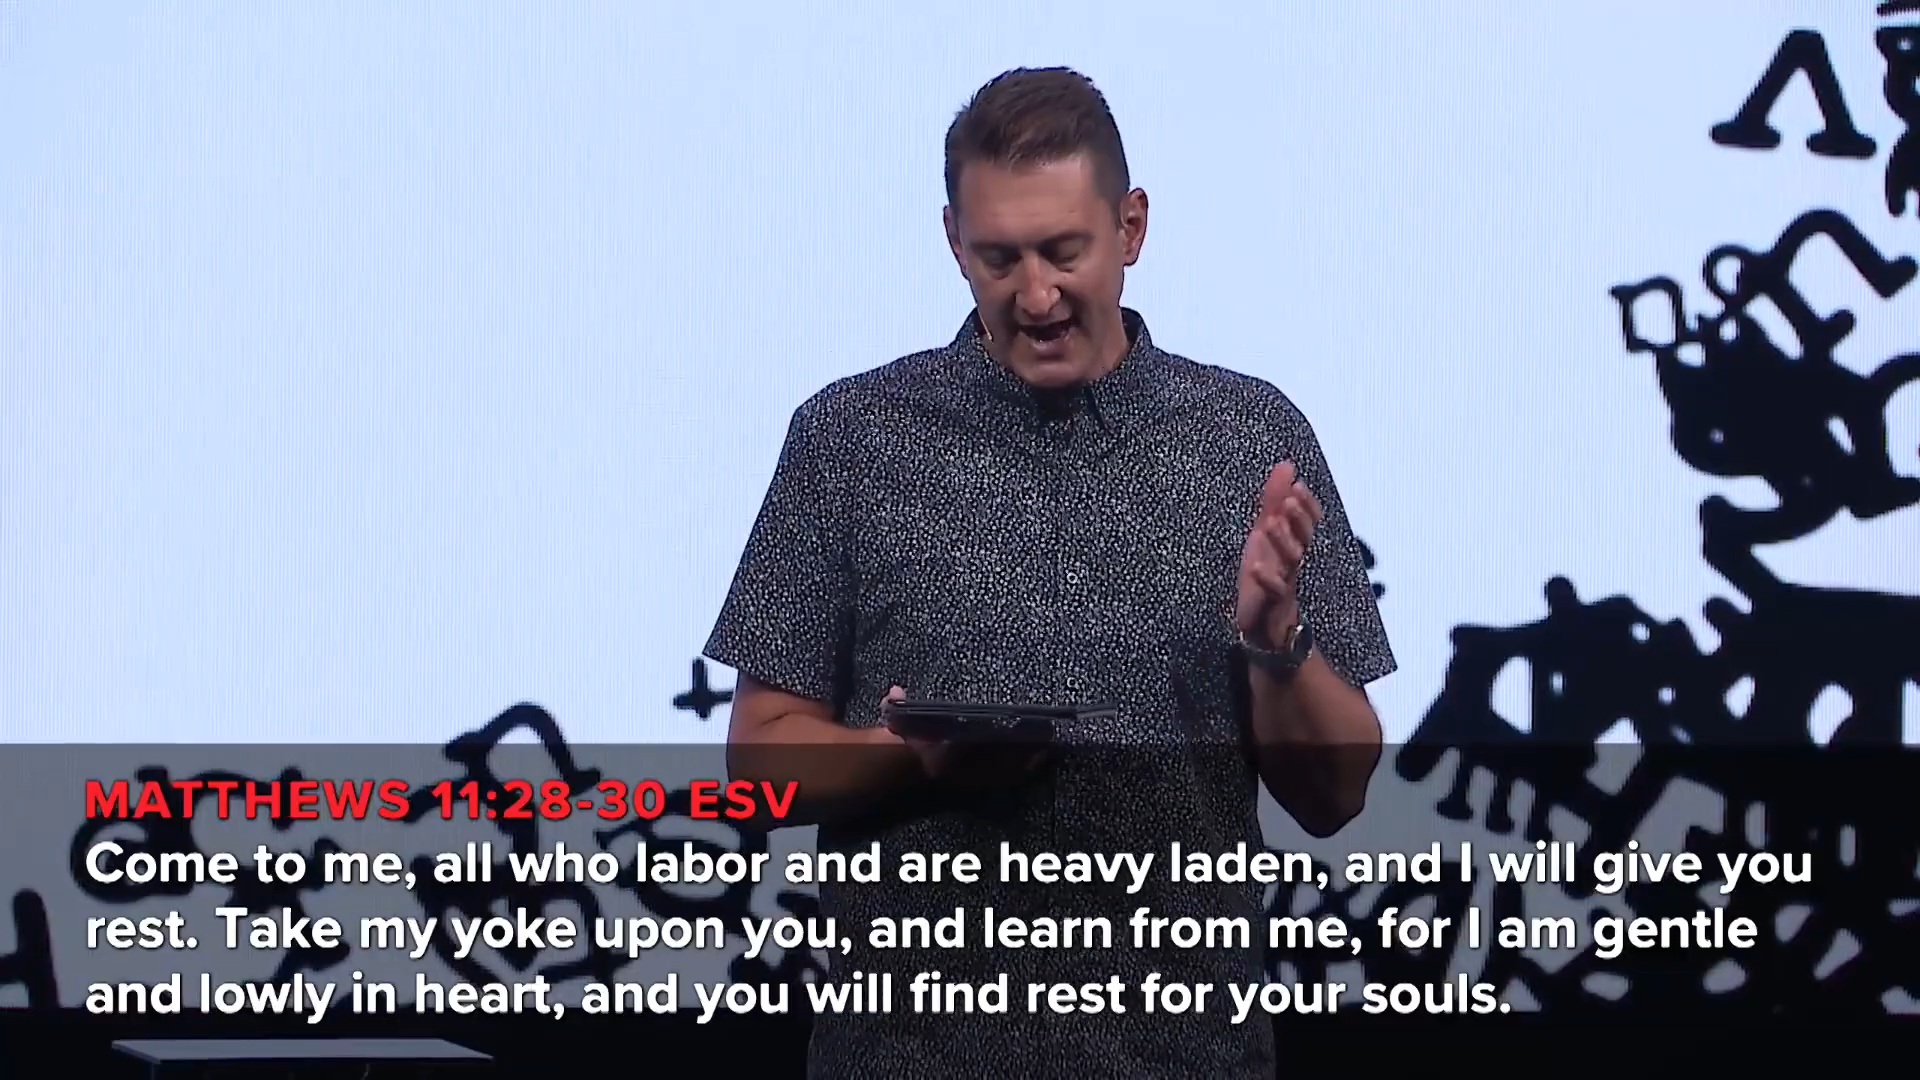 MATTHEWS 11:28-30 ESV
Come to me, all who labor and are heavy laden, and I will give you
rest. Take my yoke upon you, and learn from me, for I am gentle
and lowly in heart, and you will find rest for your souls.